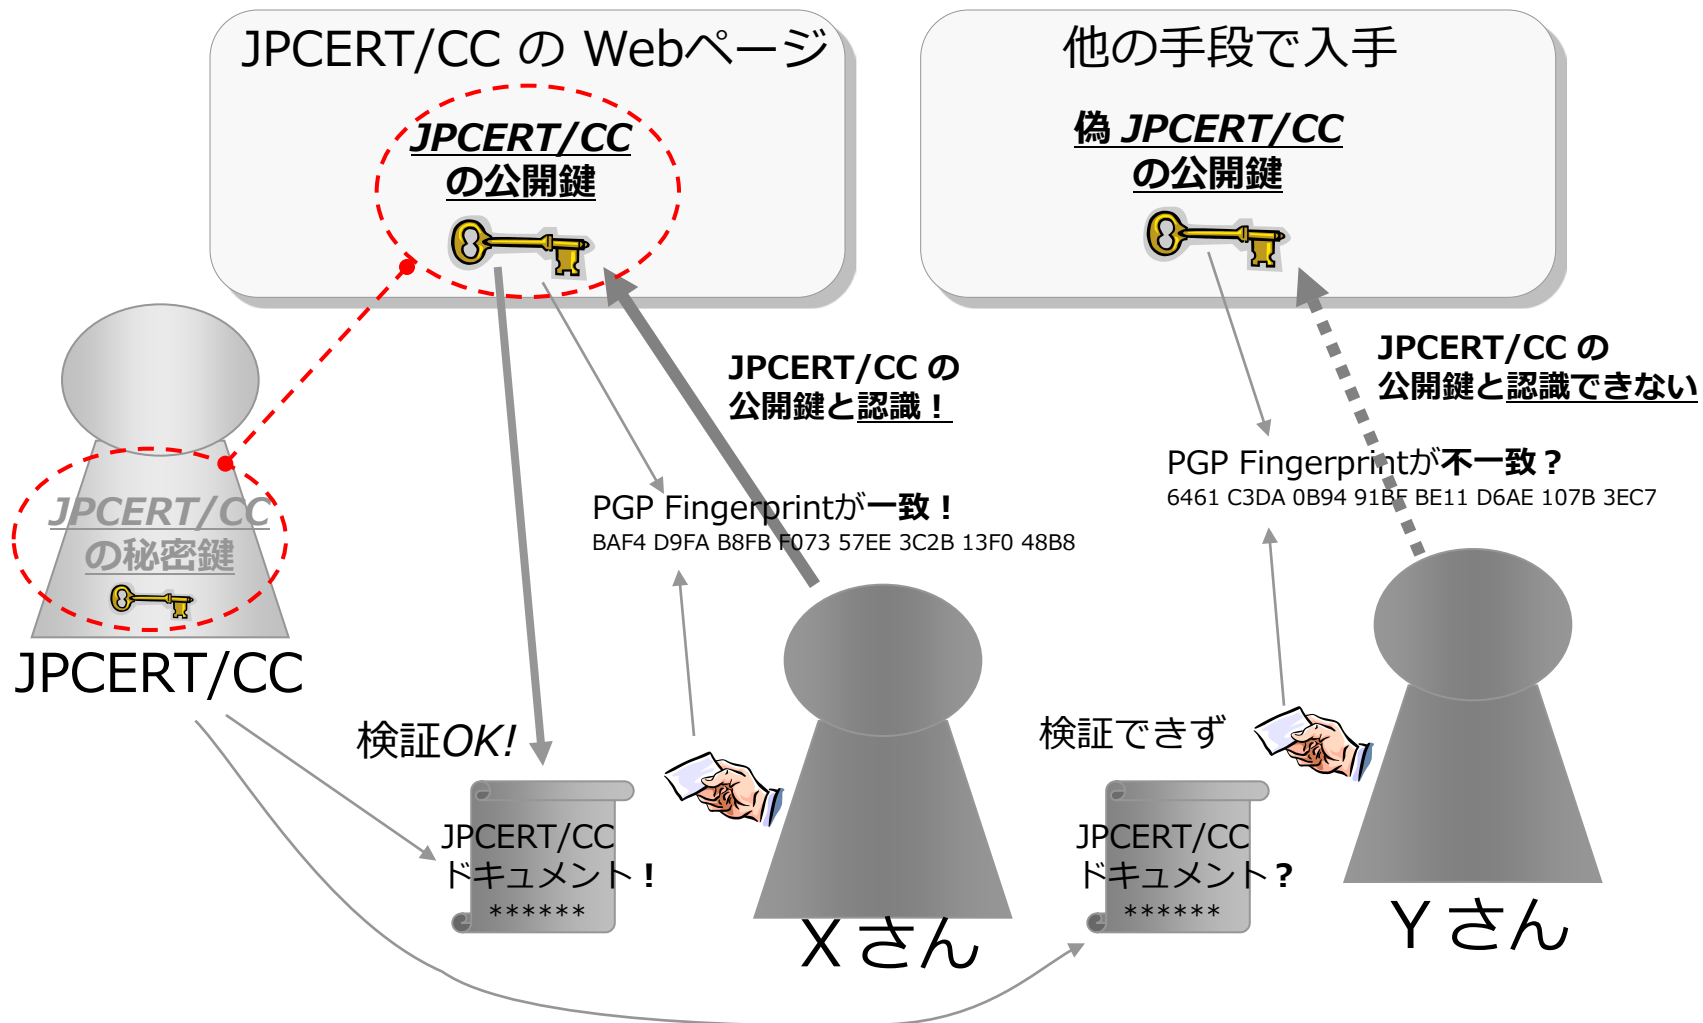 JPCERT/CC の Webページ
JPCERT/CC
の公開鍵
他の手段で入手
偽 JPCERT/CC
の公開鍵
JPCERT/CC の
公開鍵と認識！
JPCERT/CC の
公開鍵と認識できない
PGP Fingerprintが一致！
BAF4 D9FA B8FB F073 57EE 3C2B 13F0 48B8
PGP Fingerprintが不一致？
6461 C3DA 0B94 91BF BE11 D6AE 107B 3EC7
JPCERT/CC
の秘密鍵
JPCERT/CC
検証OK!
検証できず
JPCERT/CC
ドキュメント！
******
JPCERT/CC
ドキュメント？
******
X さん
Y さん